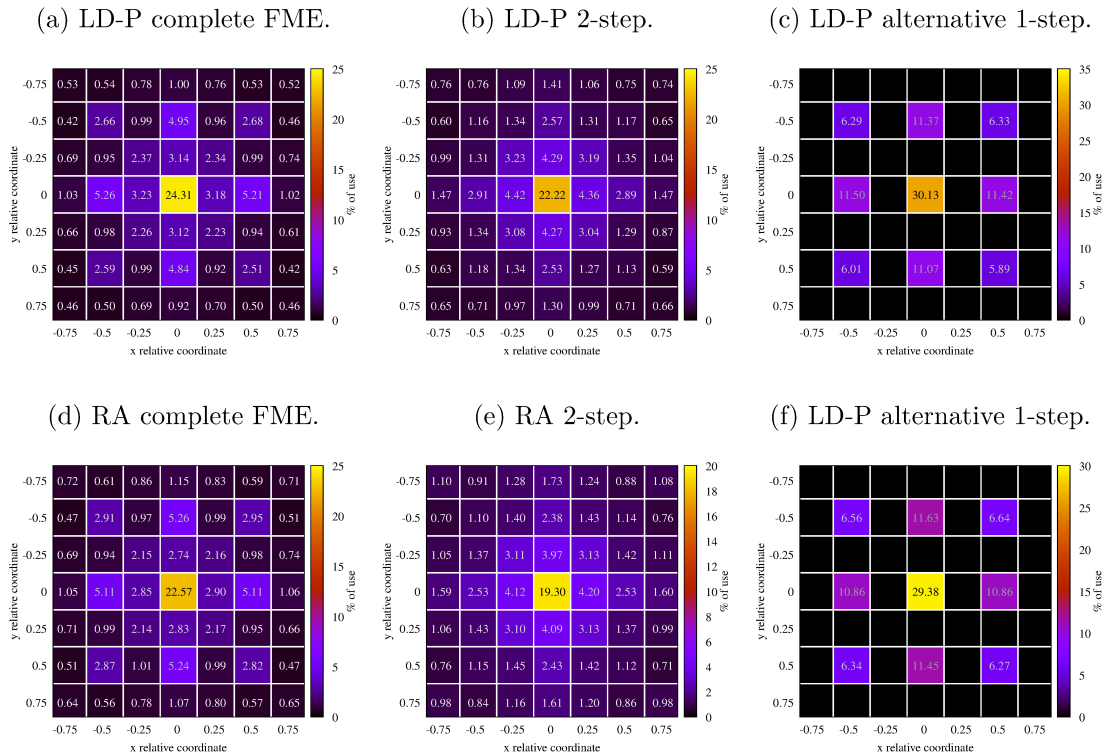 (a) LD-P complete FME.
(b) LD-P 2-step.
(c) LD-P alternative 1-step.
-0.75 0.53 0.54 0.78 1.00 0.76 0.53 0.52
-0.5 0.42 2.66 0.99 4.95 0.96 2.68 0.46
-0.25 0.69 0.95 2.37 3.14 2.34 0.99 0.74
0 1.03 5.26 3.23 24.31 3.18 5.21 1.02
0.25 0.66 0.98 2.26 3.12 2.23 0.94 0.61
0.5 0.45 2.59 0.99 4.84 0.92 2.51 0.42
0.75 0.46 0.50 0.69 0.92 0.70 0.50 0.46
-0.75 -0.5 -0.25 0 0.25 0.5 0.75
x relative coordinate
y relative coordinate
25
20
15
10
5
0
% of use
-0.75 0.76 0.76 1.09 1.41 1.06 0.75 0.74
-0.5 0.60 1.16 1.34 2.57 1.31 1.17 0.65
-0.25 0.99 1.31 3.23 4.29 3.19 1.35 1.04
0 1.47 2.91 4.42 22.22 4.36 2.89 1.47
0.25 0.93 1.34 3.08 4.27 3.04 1.29 0.87
0.5 0.63 1.18 1.34 2.53 1.27 1.13 0.59
0.75 0.65 0.71 0.97 1.30 0.99 0.71 0.66
-0.75 -0.5 -0.25 0 0.25 0.5 0.75
x relative coordinate
y relative coordinate
25
20
15
10
5
0
% of use
-0.75
-0.5 6.29 11.37 6.33
-0.25
0 11.50 30.13 11.42
0.25
0.5 6.01 11.07 5.89
0.75
-0.75 -0.5 -0.25 0 0.25 0.5 0.75
x relative coordinate
y relative coordinate
35
30
25
20
15
10
5
0
% of use
(d) RA complete FME.
(e) RA 2-step.
(f) LD-P alternative 1-step.
-0.75 0.72 0.61 0.86 1.15 0.83 0.59 0.71
-0.5 0.47 2.91 0.97 5.26 0.99 2.95 0.51
-0.25 0.69 0.94 2.15 2.74 2.16 0.98 0.74
0 1.05 5.11 2.85 22.57 2.90 5.11 1.06
0.25 0.71 0.99 2.14 2.83 2.17 0.95 0.66
0.5 0.51 2.87 1.01 5.24 0.99 2.82 0.47
0.75 0.64 0.56 0.78 1.07 0.80 0.57 0.65
-0.75 -0.5 -0.25 0 0.25 0.5 0.75
x relative coordinate
y relative coordinate
25
20
15
10
5
0
% of use
-0.75 1.10 0.91 1.28 1.73 1.24 0.88 1.08
-0.5 0.70 1.10 1.40 2.38 1.43 1.14 0.76
-0.25 1.05 1.37 3.11 3.97 3.13 1.42 1.11
0 1.59 2.53 4.12 19.30 4.20 2.53 1.60
0.25 1.06 1.43 3.10 4.09 3.13 1.37 0.99
0.5 0.76 1.15 1.45 2.43 1.42 1.12 0.71
0.75 0.98 0.84 1.16 1.61 1.20 0.86 0.98
-0.75 -0.5 -0.25 0 0.25 0.5 0.75
x relative coordinate
y relative coordinate
20
18
16
14
12
10
8
6
4
2
0
% of use
-0.75
-0.5 6.56 11.63 6.64
-0.25
0 10.86 29.38 10.86
0.25
0.5 6.34 11.45 6.27
0.75
-0.75 -0.5 -0.25 0 0.25 0.5 0.75
x relative coordinate
y relative coordinate
30
25
20
15
10
5
0
% of use